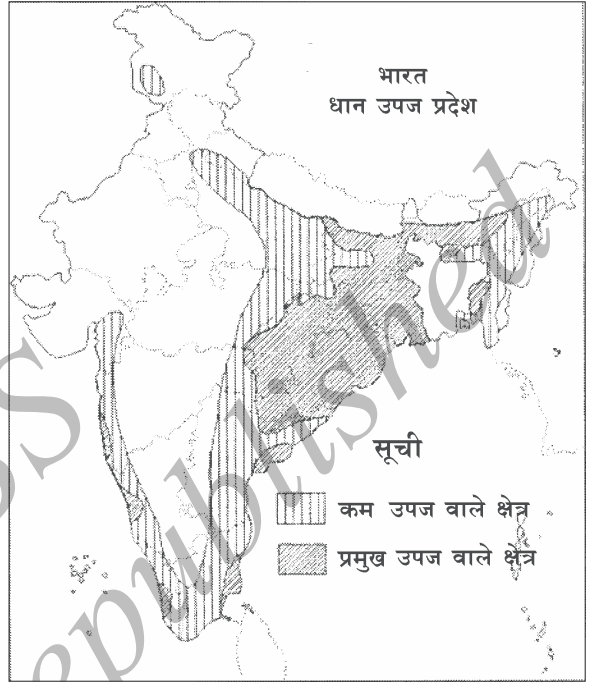 भारत
धान उपज प्रदेश
सूची
कम उपज वाले क्षेत्र
प्रमुख उपज वाले क्षेत्र